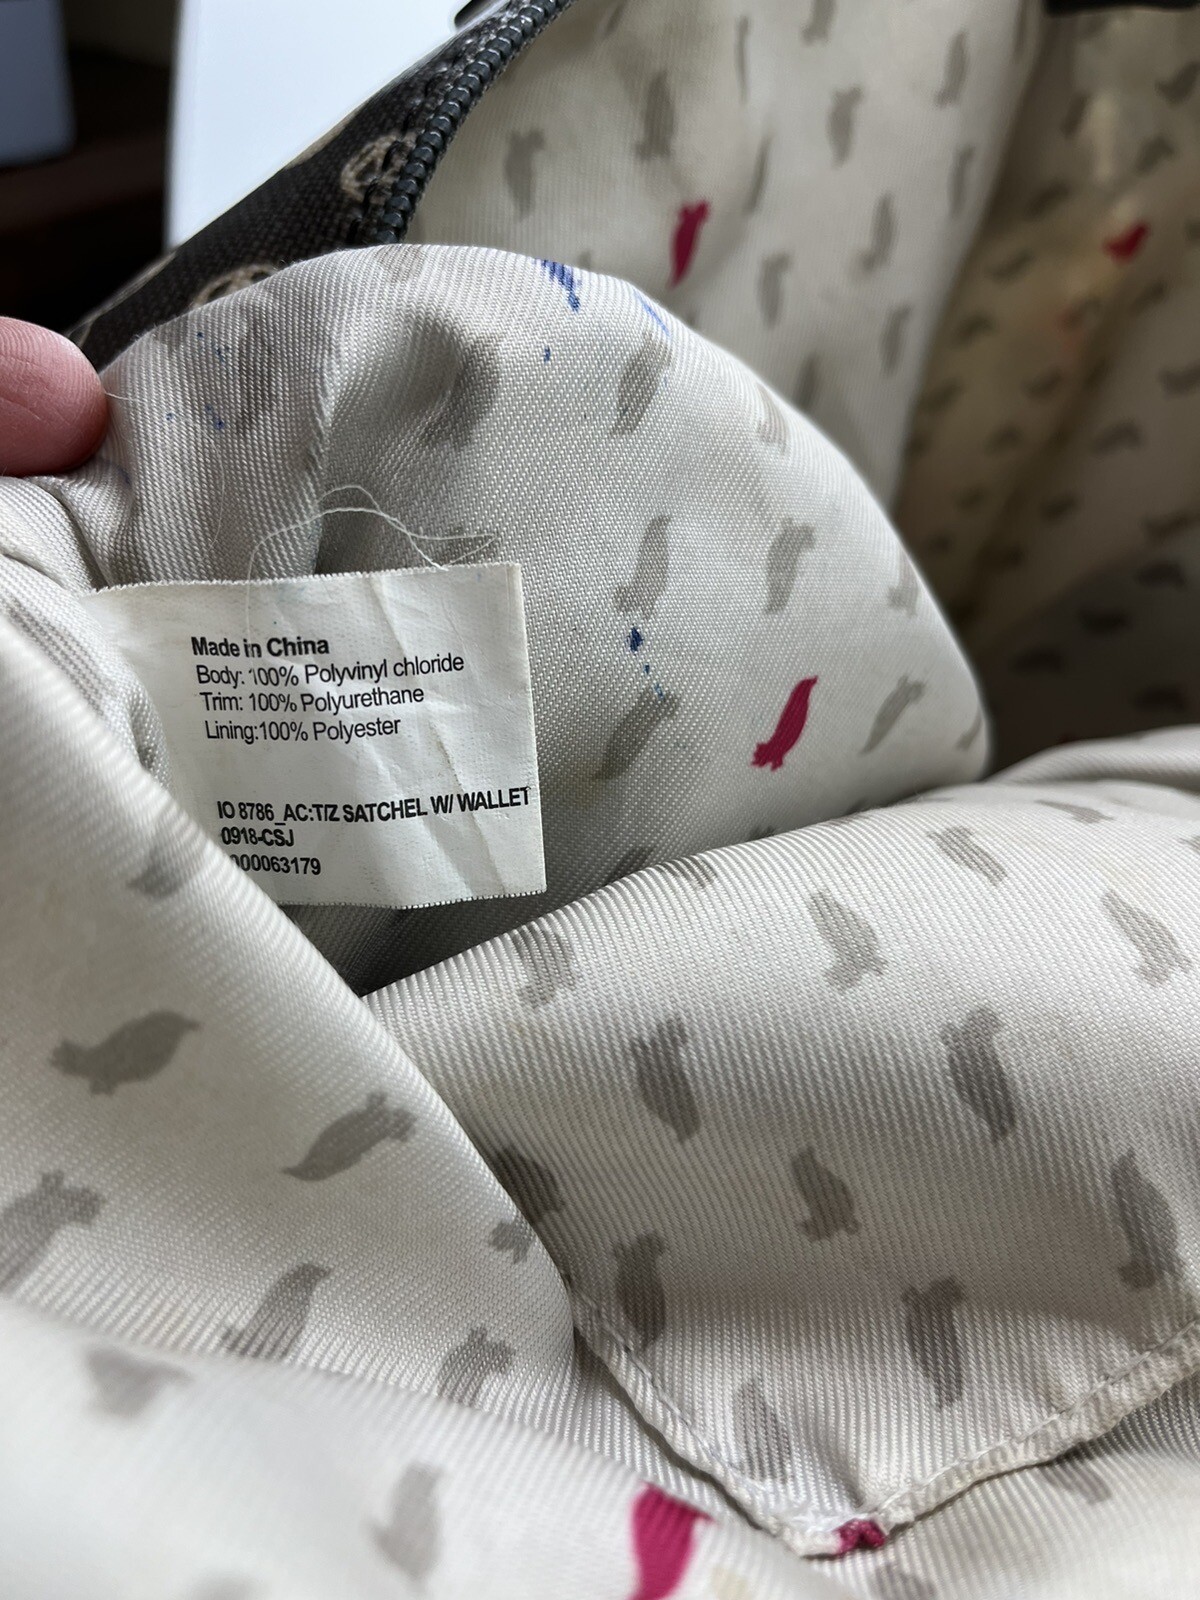 Made in China
Body: 100% Polyvinyl chloride
Trim: 100% Polyurethane
Lining:100% Polyester
IO 8786_AC:T/Z SATCHEL W/ WALLET
0918-CSJ
000063179